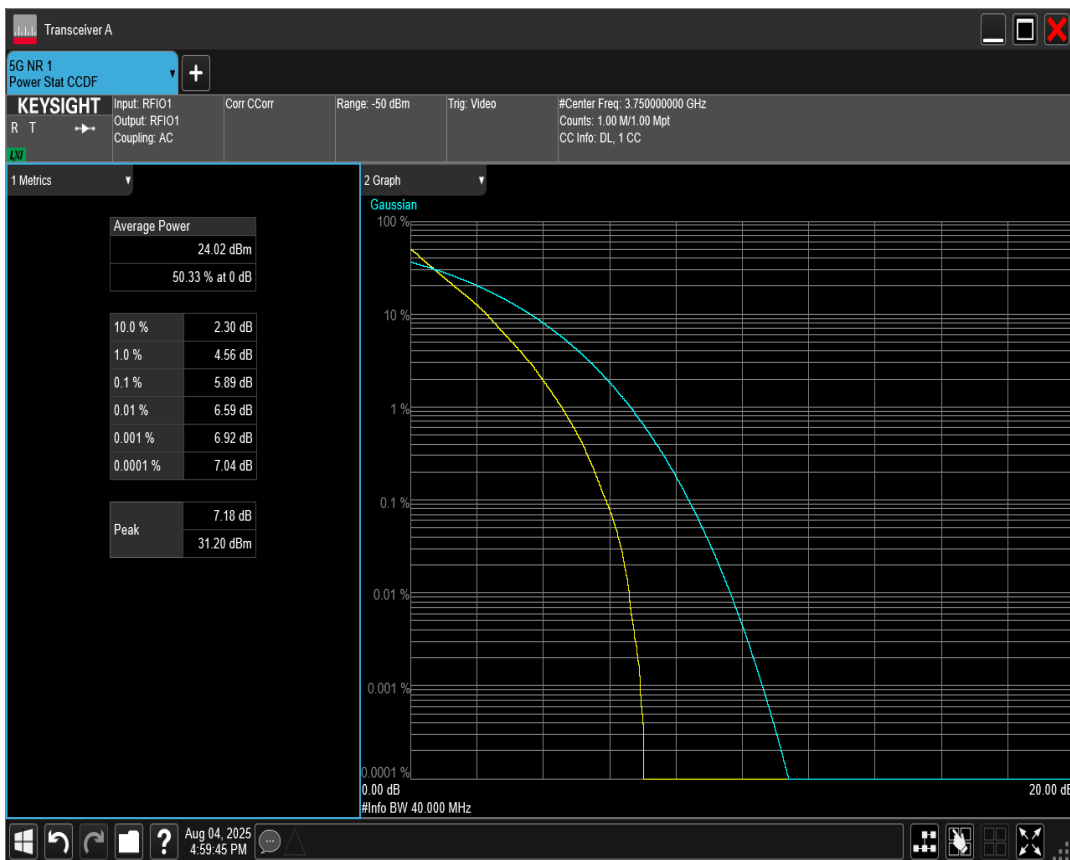 Transceiver A
5G NR 1
Power Stat CCDF
+
KEYSIGHT
R T
LXI
Input: RFIO1
Output: RFIO1
Coupling: AC
Corr CCorr
Range: -50 dBm
Trig: Video
#Center Freq: 3.750000000 GHz
Counts: 1.00 M/1.00 Mpt
CC Info: DL, 1 CC
1 Metrics
Average Power
24.02 dBm
50.33 % at 0 dB
10.0 % 2.30 dB
1.0 % 4.56 dB
0.1 % 5.89 dB
0.01 % 6.59 dB
0.001 % 6.92 dB
0.0001 % 7.04 dB
Peak 7.18 dB
31.20 dBm
2 Graph
Gaussian
100 %
10 %
1 %
0.1 %
0.01 %
0.001 %
0.0001 %
0.00 dB 20.00 dB
#Info BW 40.000 MHz
?
Aug 04, 2025
4:59:45 PM